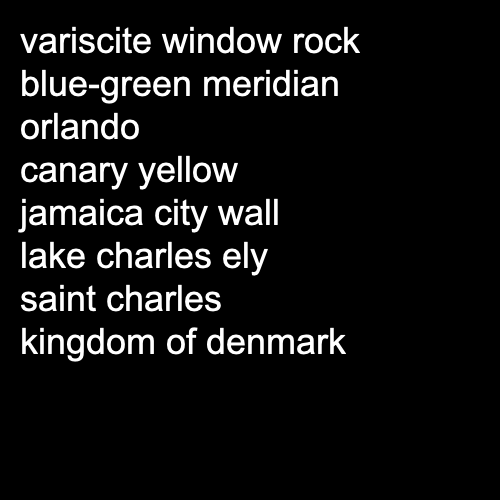 variscite window rock
blue-green meridian
orlando
canary yellow
jamaica city wall
lake charles ely
saint charles
kingdom of denmark